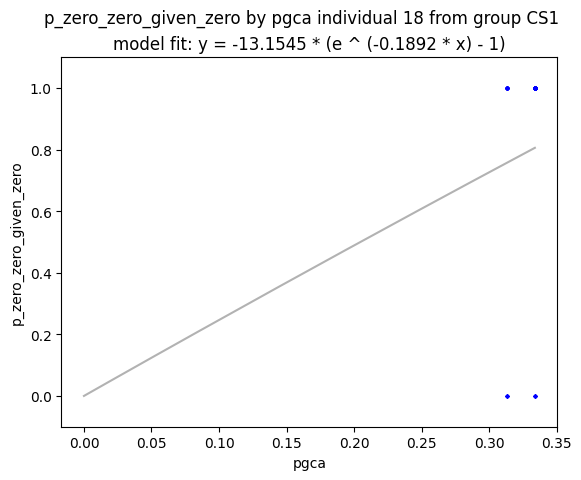 p_zero_zero_given_zero by pgca individual 18 from group CS1
model fit: y = -13.1545 * (e ^ (-0.1892 * x) - 1)
1.0
0.8
0.6
0.4
0.2
0.0
p_zero_zero_given_zero
0.00 0.05 0.10 0.15 0.20 0.25 0.30 0.35
pgca